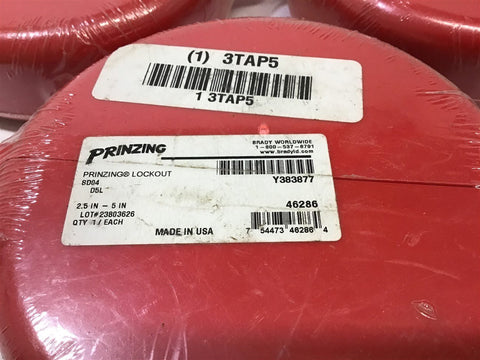 (1) 3TAP5
1 3TAP5
PRINZING
BRADY WORLDWIDE
1-800-537-8791
www.bradyid.com
PRINZING® LOCKOUT
SD04
D5L
Y383877
2.5 IN - 5 IN
46286
LOT#23803626
QTY 1/EACH
MADE IN USA
7 54473 46286 4